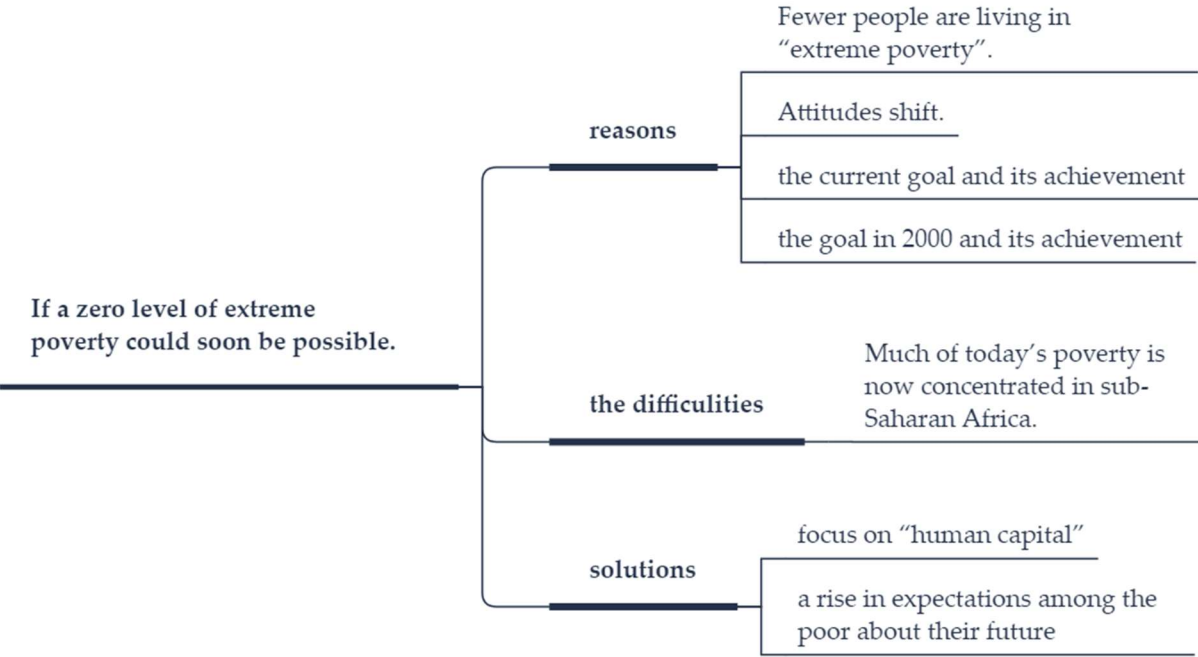 If a zero level of extreme
poverty could soon be possible.
reasons
Fewer people are living in
“extreme poverty”.
Attitudes shift.
the current goal and its achievement
the goal in 2000 and its achievement
the difficulities
Much of today’s poverty is
now concentrated in sub-
Saharan Africa.
solutions
focus on “human capital”
a rise in expectations among the
poor about their future